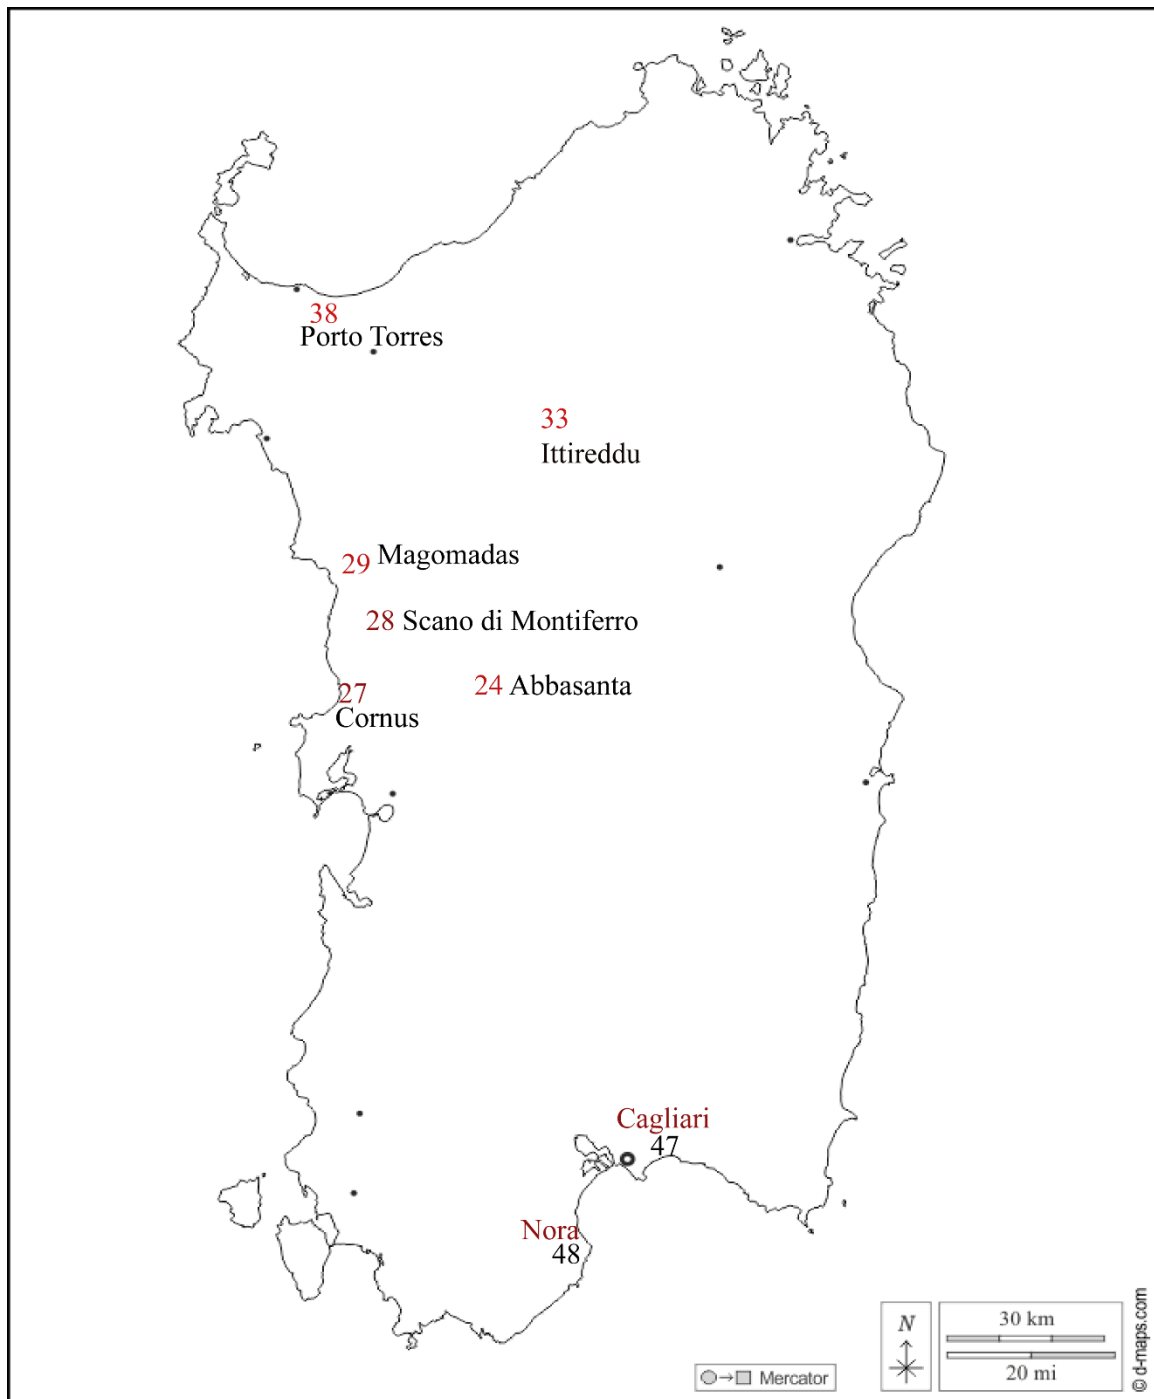 38
Porto Torres
33
Ittireddu
29 Magomadas
28 Scano di Montiferro
24 Abbasanta
27
Cornus
Cagliari
47
Nora
48
N
30 km
20 mi
Mercator
© d-maps.com